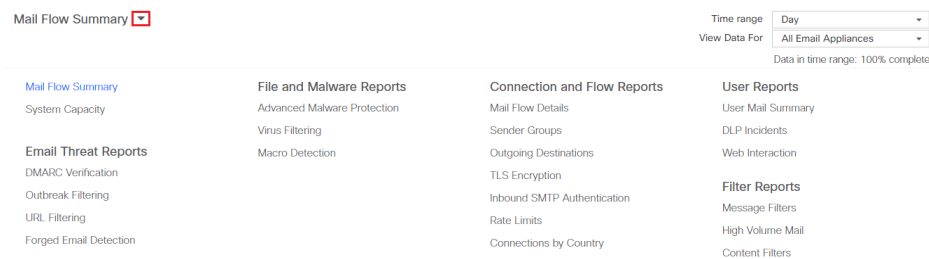 Mail Flow Summary
Time range Day
View Data For All Email Appliances
Data in time range: 100% complete
Mail Flow Summary
System Capacity
Email Threat Reports
DMARC Verification
Outbreak Filtering
URL Filtering
Forged Email Detection
File and Malware Reports
Advanced Malware Protection
Virus Filtering
Macro Detection
Connection and Flow Reports
Mail Flow Details
Sender Groups
Outgoing Destinations
TLS Encryption
Inbound SMTP Authentication
Rate Limits
Connections by Country
User Reports
User Mail Summary
DLP Incidents
Web Interaction
Filter Reports
Message Filters
High Volume Mail
Content Filters